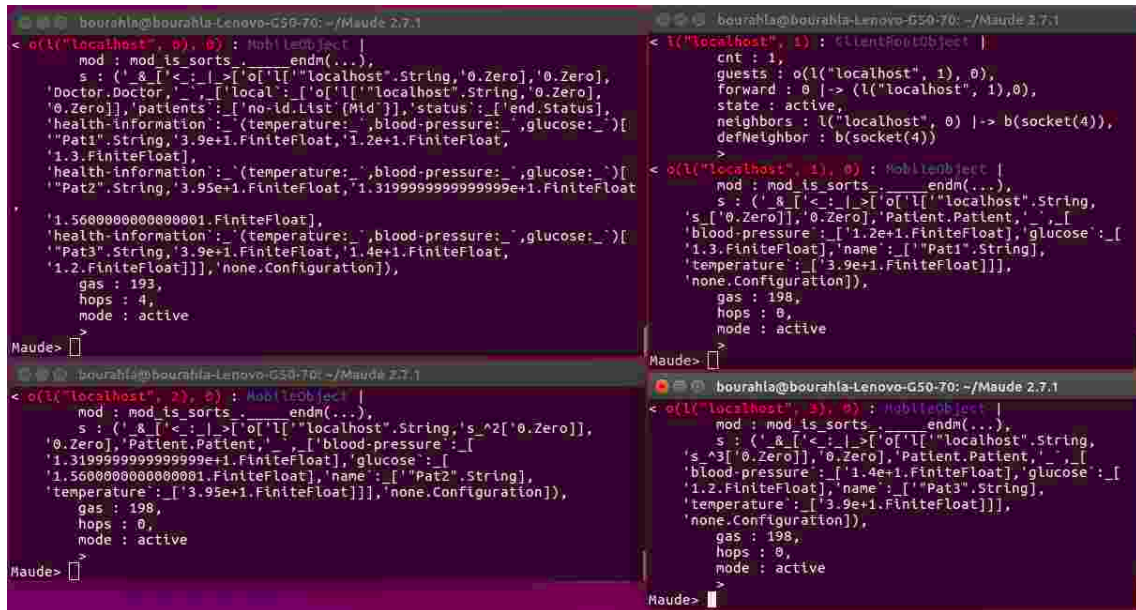 bourahla@bourahla-Lenovo-G50-70: ~/Maude 2.7.1
< o(l("localhost", 0), 0) : MobileObject |
mod : mod_is_sorts_._____endm(...),
s : ('_&_['<_:_|_>['o['l['"localhost".String,'0.Zero],'0.Zero],
'Doctor.Doctor,'_`,_['local`:_['o['l['"localhost".String,'0.Zero],
'0.Zero]],'patients`:_['no-id.List`{Mid`}],'status`:_['end.Status],
'health-information`:_`(temperature:_`,blood-pressure:_`,glucose:_`)[
'"Pat1".String,'3.9e+1.FiniteFloat,'1.2e+1.FiniteFloat,
'1.3.FiniteFloat],
'health-information`:_`(temperature:_`,blood-pressure:_`,glucose:_`)[
'"Pat2".String,'3.95e+1.FiniteFloat,'1.3199999999999999e+1.FiniteFloat
,
'1.5600000000000001.FiniteFloat],
'health-information`:_`(temperature:_`,blood-pressure:_`,glucose:_`)[
'"Pat3".String,'3.9e+1.FiniteFloat,'1.4e+1.FiniteFloat,
'1.2.FiniteFloat]]],'none.Configuration]),
gas : 193,
hops : 4,
mode : active
>
Maude>
bourahla@bourahla-Lenovo-G50-70: ~/Maude 2.7.1
< l("localhost", 1) : ClientRootObject |
cnt : 1,
guests : o(l("localhost", 1), 0),
forward : 0 |-> (l("localhost", 1),0),
state : active,
neighbors : l("localhost", 0) |-> b(socket(4)),
defNeighbor : b(socket(4))
>
< o(l("localhost", 1), 0) : MobileObject |
mod : mod_is_sorts_._____endm(...),
s : ('_&_['<_:_|_>['o['l['"localhost".String,
's_['0.Zero]],'0.Zero],'Patient.Patient,'_`,_[
'blood-pressure`:_['1.2e+1.FiniteFloat],'glucose`:_[
'1.3.FiniteFloat],'name`:_['"Pat1".String],
'temperature`:_['3.9e+1.FiniteFloat]]],
'none.Configuration]),
gas : 198,
hops : 0,
mode : active
>
Maude>
bourahla@bourahla-Lenovo-G50-70: ~/Maude 2.7.1
< o(l("localhost", 2), 0) : MobileObject |
mod : mod_is_sorts_._____endm(...),
s : ('_&_['<_:_|_>['o['l['"localhost".String,'s_^2['0.Zero]],
'0.Zero],'Patient.Patient,'_`,_['blood-pressure`:_[
'1.3199999999999999e+1.FiniteFloat],'glucose`:_[
'1.5600000000000001.FiniteFloat],'name`:_['"Pat2".String],
'temperature`:_['3.95e+1.FiniteFloat]]],'none.Configuration]),
gas : 198,
hops : 0,
mode : active
>
Maude>
bourahla@bourahla-Lenovo-G50-70: ~/Maude 2.7.1
< o(l("localhost", 3), 0) : MobileObject |
mod : mod_is_sorts_._____endm(...),
s : ('_&_['<_:_|_>['o['l['"localhost".String,
's_^3['0.Zero]],'0.Zero],'Patient.Patient,'_`,_[
'blood-pressure`:_['1.4e+1.FiniteFloat],'glucose`:_[
'1.2.FiniteFloat],'name`:_['"Pat3".String],
'temperature`:_['3.9e+1.FiniteFloat]]],
'none.Configuration]),
gas : 198,
hops : 0,
mode : active
>
Maude>